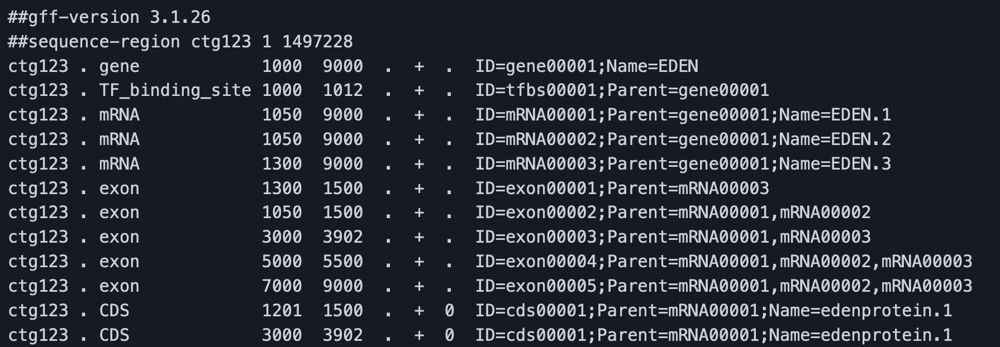 ##gff-version 3.1.26
##sequence-region ctg123 1 1497228
ctg123 . gene            1000  9000  .  +  .  ID=gene00001;Name=EDEN
ctg123 . TF_binding_site 1000  1012  .  +  .  ID=tfbs00001;Parent=gene00001
ctg123 . mRNA            1050  9000  .  +  .  ID=mRNA00001;Parent=gene00001;Name=EDEN.1
ctg123 . mRNA            1050  9000  .  +  .  ID=mRNA00002;Parent=gene00001;Name=EDEN.2
ctg123 . mRNA            1300  9000  .  +  .  ID=mRNA00003;Parent=gene00001;Name=EDEN.3
ctg123 . exon            1300  1500  .  +  .  ID=exon00001;Parent=mRNA00003
ctg123 . exon            1050  1500  .  +  .  ID=exon00002;Parent=mRNA00001,mRNA00002
ctg123 . exon            3000  3902  .  +  .  ID=exon00003;Parent=mRNA00001,mRNA00003
ctg123 . exon            5000  5500  .  +  .  ID=exon00004;Parent=mRNA00001,mRNA00002,mRNA00003
ctg123 . exon            7000  9000  .  +  .  ID=exon00005;Parent=mRNA00001,mRNA00002,mRNA00003
ctg123 . CDS             1201  1500  .  +  0  ID=cds00001;Parent=mRNA00001;Name=edenprotein.1
ctg123 . CDS             3000  3902  .  +  0  ID=cds00001;Parent=mRNA00001;Name=edenprotein.1